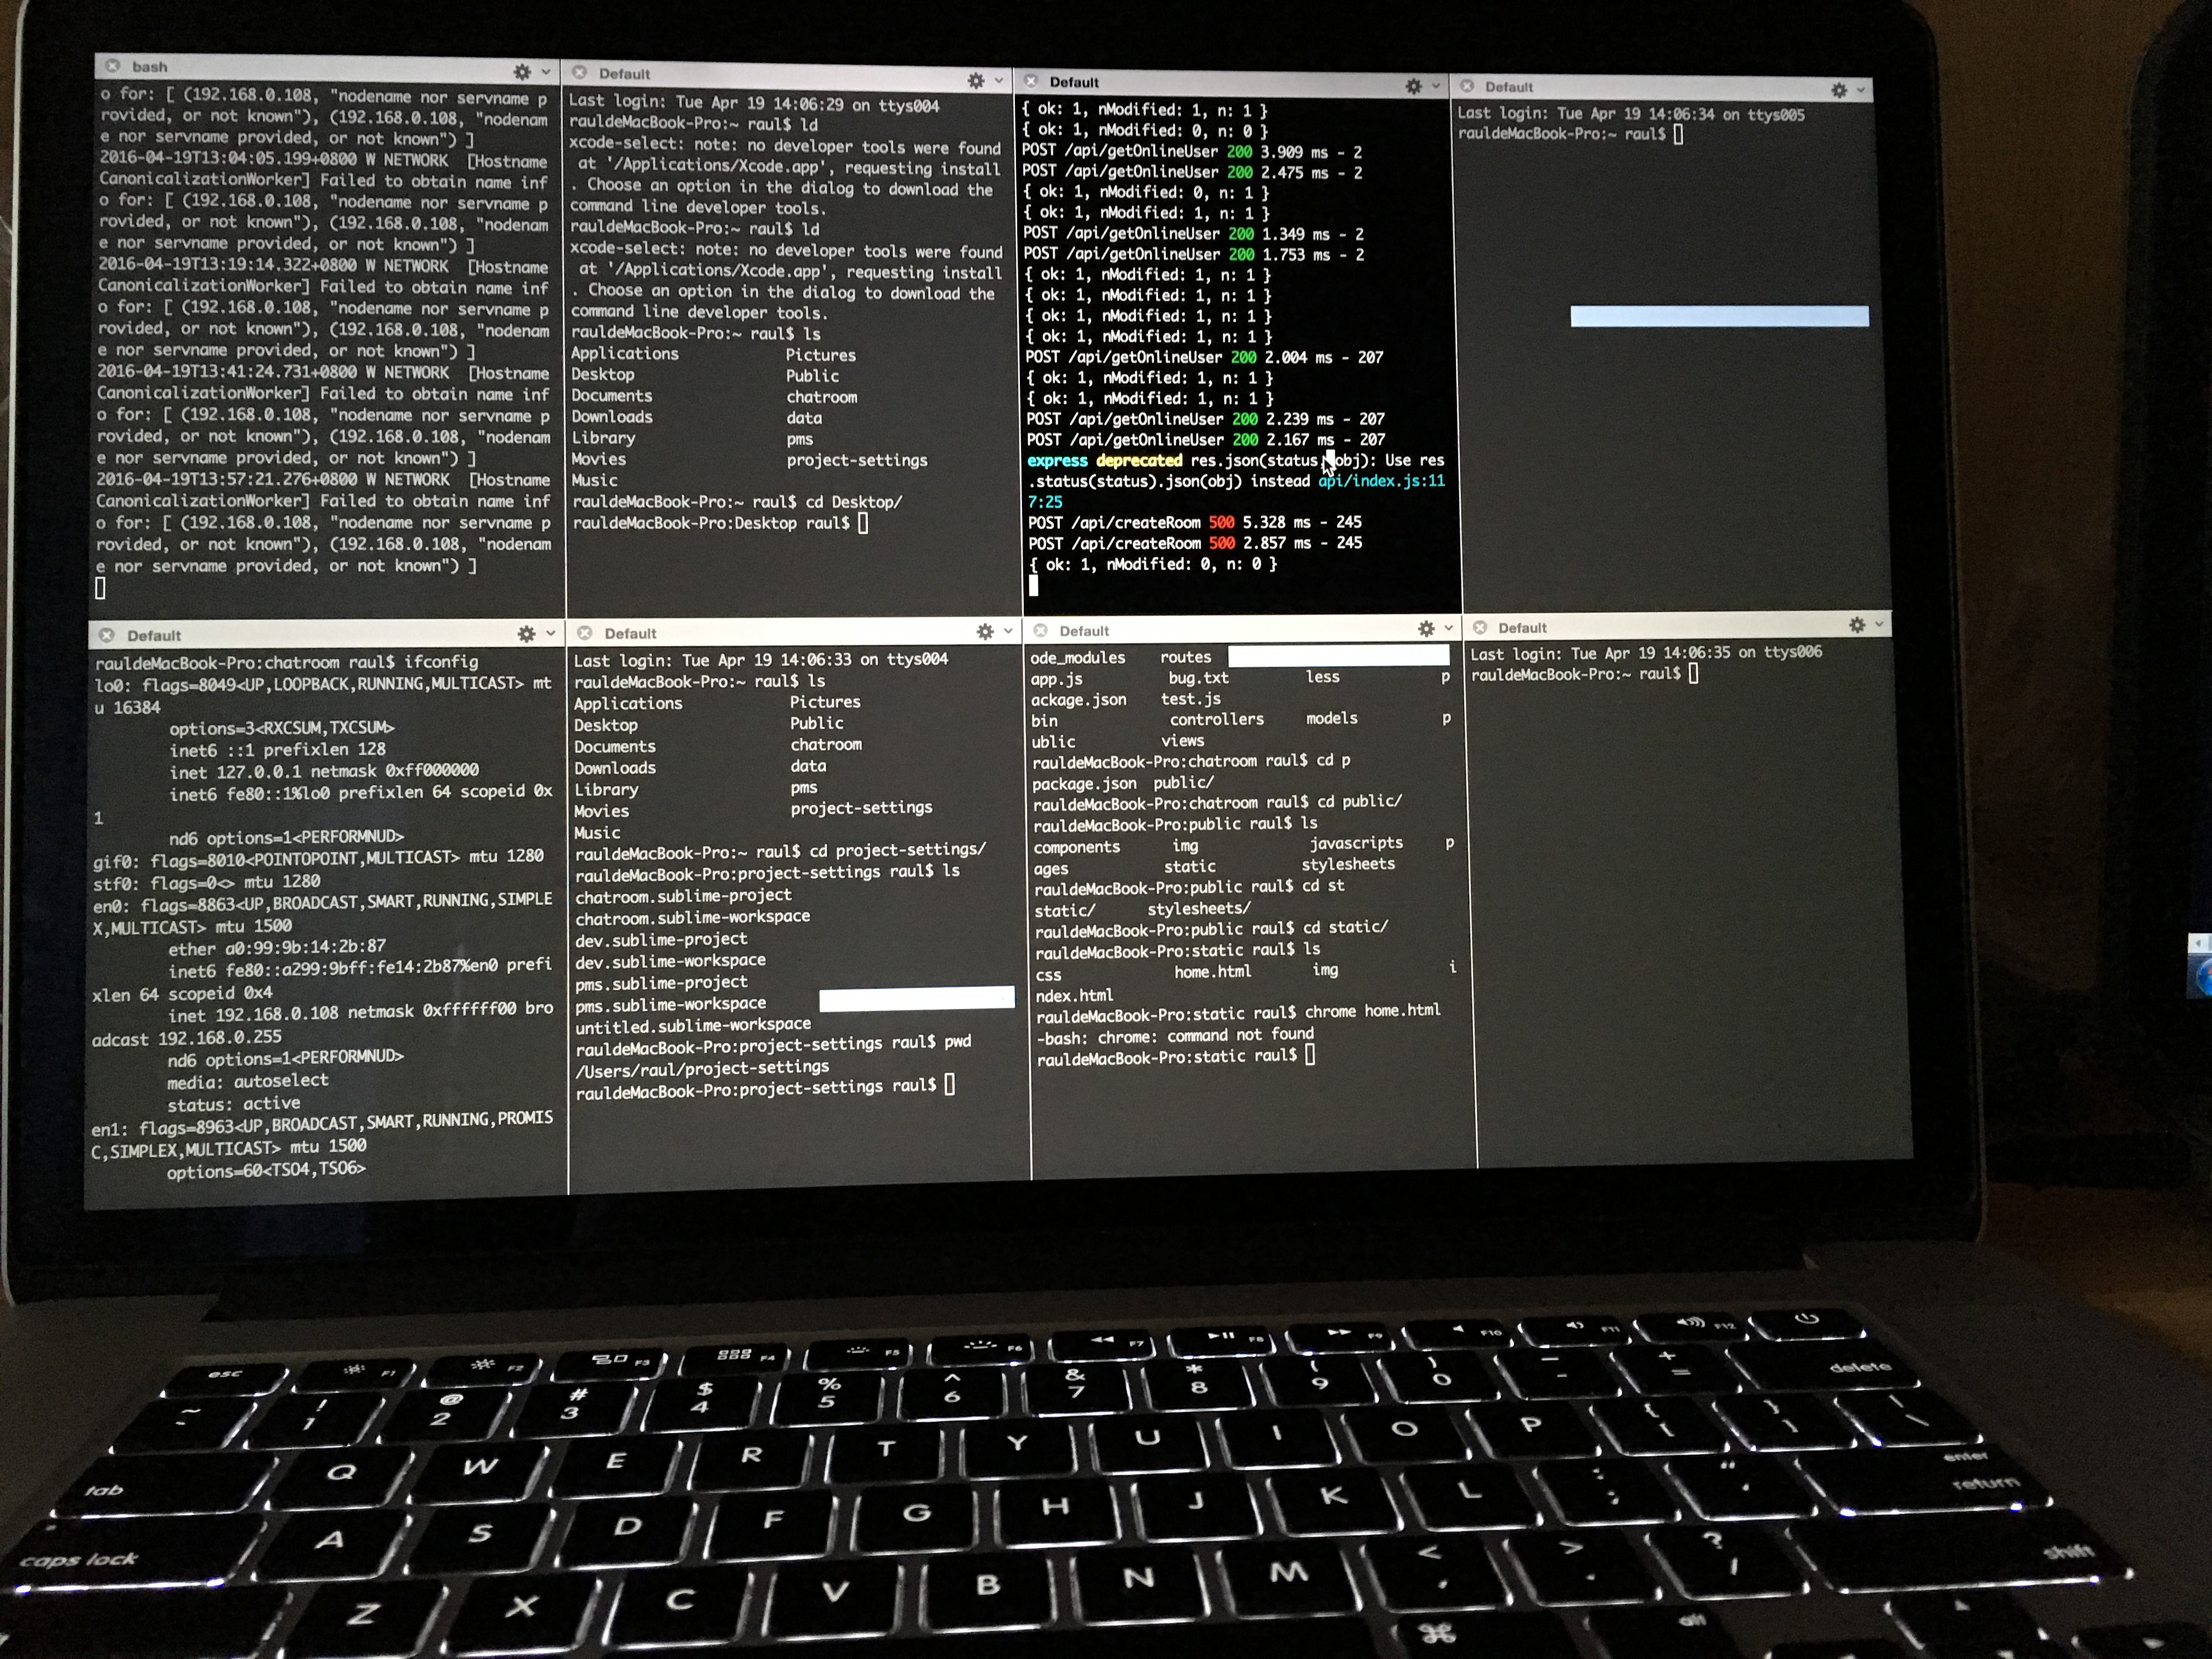 bash
o for: [ (192.168.0.108, "nodename nor servname p
rovided, or not known"), (192.168.0.108, "nodenam
e nor servname provided, or not known") ]
2016-04-19T13:04:05.199+0800 W NETWORK  [Hostname
CanonicalizationWorker] Failed to obtain name inf
o for: [ (192.168.0.108, "nodename nor servname p
rovided, or not known"), (192.168.0.108, "nodenam
e nor servname provided, or not known") ]
2016-04-19T13:19:14.322+0800 W NETWORK  [Hostname
CanonicalizationWorker] Failed to obtain name inf
o for: [ (192.168.0.108, "nodename nor servname p
rovided, or not known"), (192.168.0.108, "nodenam
e nor servname provided, or not known") ]
2016-04-19T13:41:24.731+0800 W NETWORK  [Hostname
CanonicalizationWorker] Failed to obtain name inf
o for: [ (192.168.0.108, "nodename nor servname p
rovided, or not known"), (192.168.0.108, "nodenam
e nor servname provided, or not known") ]
2016-04-19T13:57:21.276+0800 W NETWORK  [Hostname
CanonicalizationWorker] Failed to obtain name inf
o for: [ (192.168.0.108, "nodename nor servname p
rovided, or not known"), (192.168.0.108, "nodenam
e nor servname provided, or not known") ]
Default
Last login: Tue Apr 19 14:06:29 on ttys004
rauldeMacBook-Pro:~ raul$ ld
xcode-select: note: no developer tools were found
 at '/Applications/Xcode.app', requesting install
. Choose an option in the dialog to download the
command line developer tools.
rauldeMacBook-Pro:~ raul$ ld
xcode-select: note: no developer tools were found
 at '/Applications/Xcode.app', requesting install
. Choose an option in the dialog to download the
command line developer tools.
rauldeMacBook-Pro:~ raul$ ls
Applications Pictures
Desktop Public
Documents chatroom
Downloads data
Library pms
Movies project-settings
Music
rauldeMacBook-Pro:~ raul$ cd Desktop/
rauldeMacBook-Pro:Desktop raul$
Default
{ ok: 1, nModified: 1, n: 1 }
{ ok: 1, nModified: 0, n: 0 }
POST /api/getOnlineUser 200 3.909 ms - 2
POST /api/getOnlineUser 200 2.475 ms - 2
{ ok: 1, nModified: 0, n: 1 }
{ ok: 1, nModified: 1, n: 1 }
POST /api/getOnlineUser 200 1.349 ms - 2
POST /api/getOnlineUser 200 1.753 ms - 2
{ ok: 1, nModified: 1, n: 1 }
{ ok: 1, nModified: 1, n: 1 }
{ ok: 1, nModified: 1, n: 1 }
{ ok: 1, nModified: 1, n: 1 }
POST /api/getOnlineUser 200 2.004 ms - 207
{ ok: 1, nModified: 1, n: 1 }
{ ok: 1, nModified: 1, n: 1 }
POST /api/getOnlineUser 200 2.239 ms - 207
POST /api/getOnlineUser 200 2.167 ms - 207
express deprecated res.json(status, obj): Use res
.status(status).json(obj) instead api/index.js:11
7:25
POST /api/createRoom 500 5.328 ms - 245
POST /api/createRoom 500 2.857 ms - 245
{ ok: 1, nModified: 0, n: 0 }
Default
Last login: Tue Apr 19 14:06:34 on ttys005
rauldeMacBook-Pro:~ raul$
Default
rauldeMacBook-Pro:chatroom raul$ ifconfig
lo0: flags=8049<UP,LOOPBACK,RUNNING,MULTICAST> mt
u 16384
options=3<RXCSUM,TXCSUM>
inet6 ::1 prefixlen 128
inet 127.0.0.1 netmask 0xff000000
inet6 fe80::1%lo0 prefixlen 64 scopeid 0x
1
nd6 options=1<PERFORMNUD>
gif0: flags=8010<POINTOPOINT,MULTICAST> mtu 1280
stf0: flags=0<> mtu 1280
en0: flags=8863<UP,BROADCAST,SMART,RUNNING,SIMPLE
X,MULTICAST> mtu 1500
ether a0:99:9b:14:2b:87
inet6 fe80::a299:9bff:fe14:2b87%en0 prefi
xlen 64 scopeid 0x4
inet 192.168.0.108 netmask 0xffffff00 bro
adcast 192.168.0.255
nd6 options=1<PERFORMNUD>
media: autoselect
status: active
en1: flags=8963<UP,BROADCAST,SMART,RUNNING,PROMIS
C,SIMPLEX,MULTICAST> mtu 1500
options=60<TSO4,TSO6>
Default
Last login: Tue Apr 19 14:06:33 on ttys004
rauldeMacBook-Pro:~ raul$ ls
Applications Pictures
Desktop Public
Documents chatroom
Downloads data
Library pms
Movies project-settings
Music
rauldeMacBook-Pro:~ raul$ cd project-settings/
rauldeMacBook-Pro:project-settings raul$ ls
chatroom.sublime-project
chatroom.sublime-workspace
dev.sublime-project
dev.sublime-workspace
pms.sublime-project
pms.sublime-workspace
untitled.sublime-workspace
rauldeMacBook-Pro:project-settings raul$ pwd
/Users/raul/project-settings
rauldeMacBook-Pro:project-settings raul$
Default
ode_modules routes
app.js bug.txt less p
ackage.json test.js
bin controllers models p
ublic views
rauldeMacBook-Pro:chatroom raul$ cd p
package.json public/
rauldeMacBook-Pro:chatroom raul$ cd public/
rauldeMacBook-Pro:public raul$ ls
components img javascripts p
ages static stylesheets
rauldeMacBook-Pro:public raul$ cd st
static/ stylesheets/
rauldeMacBook-Pro:public raul$ cd static/
rauldeMacBook-Pro:static raul$ ls
css home.html img i
ndex.html
rauldeMacBook-Pro:static raul$ chrome home.html
-bash: chrome: command not found
rauldeMacBook-Pro:static raul$
Default
Last login: Tue Apr 19 14:06:35 on ttys006
rauldeMacBook-Pro:~ raul$
esc F1 F2 F3 F4 F5 F6 F7 F8 F9 F10 F11 F12
~ ! @ # $ % ^ & * ( ) _ +
1 2 3 4 5 6 7 8 9 0 - = delete
tab Q W E R T Y U I O P { [ } ] \
enter
caps lock A S D F G H J K L : ; " ' return
Z X C V B N M < , > . ? / shift
⌘ alt